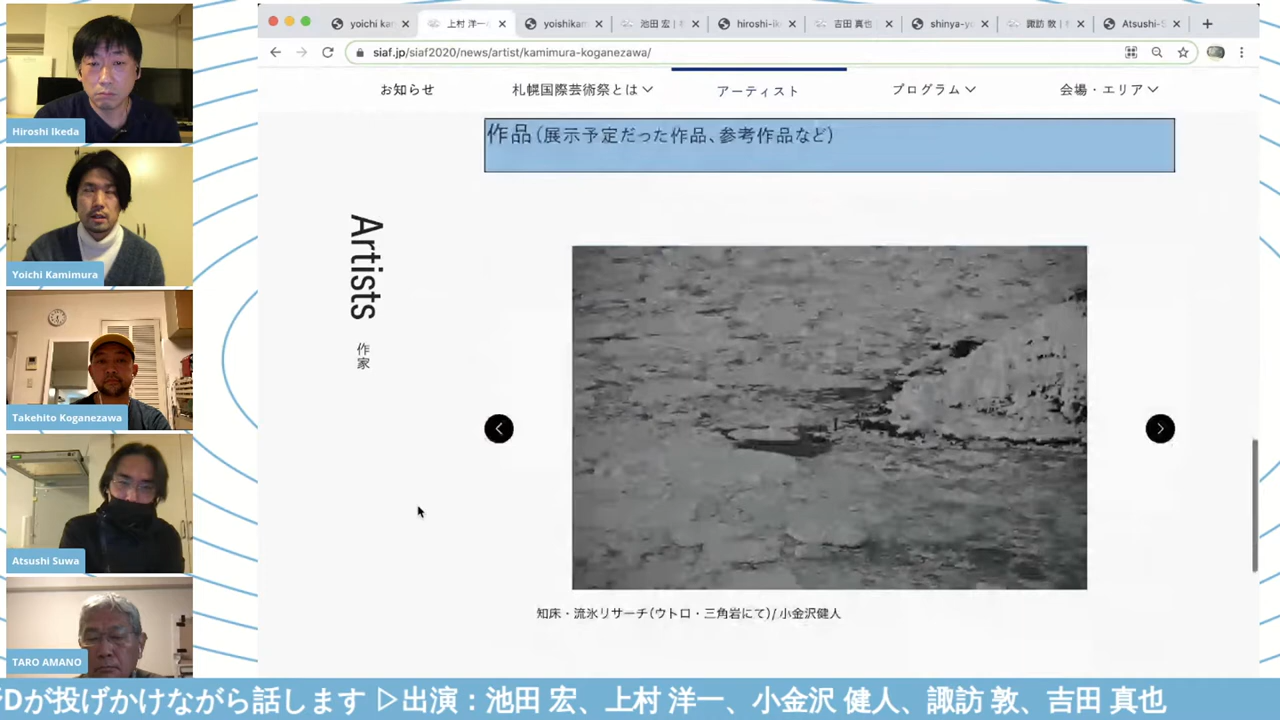 Hiroshi Ikeda
Yoichi Kamimura
Takehito Koganezawa
Atsushi Suwa
TARO AMANO
yoichi kam
上村 洋一
yoishikam
池田 宏 |
hiroshi-ik
吉田 真也
shinya-yo
諏訪 敦 |
Atsushi-S
siaf.jp/siaf2020/news/artist/kamimura-koganezawa/
お知らせ
札幌国際芸術祭とは
アーティスト
プログラム
会場・エリア
作品(展示予定だった作品、参考作品など)
Artists
作家
知床・流氷リサーチ(ウトロ・三角岩にて)/ 小金沢健人
Dが投げかけながら話します ▷出演:池田 宏、上村 洋一、小金沢 健人、諏訪 敦、吉田 真也